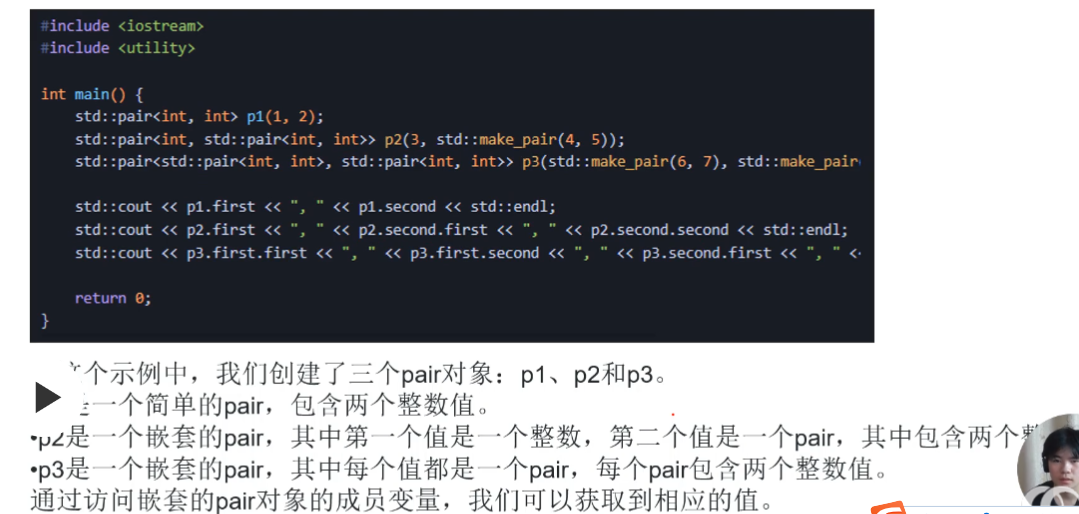 #include <iostream>
#include <utility>
int main() {
std::pair<int, int> p1(1, 2);
std::pair<int, std::pair<int, int>> p2(3, std::make_pair(4, 5));
std::pair<std::pair<int, int>, std::pair<int, int>> p3(std::make_pair(6, 7), std::make_pair
std::cout << p1.first << ", " << p1.second << std::endl;
std::cout << p2.first << ", " << p2.second.first << ", " << p2.second.second << std::endl;
std::cout << p3.first.first << ", " << p3.first.second << ", " << p3.second.first << ", " <
return 0;
}
个示例中，我们创建了三个pair对象：p1、p2和p3。
是一个简单的pair，包含两个整数值。
•p2是一个嵌套的pair，其中第一个值是一个整数，第二个值是一个pair，其中包含两个
•p3是一个嵌套的pair，其中每个值都是一个pair，每个pair包含两个整数值。
通过访问嵌套的pair对象的成员变量，我们可以获取到相应的值。